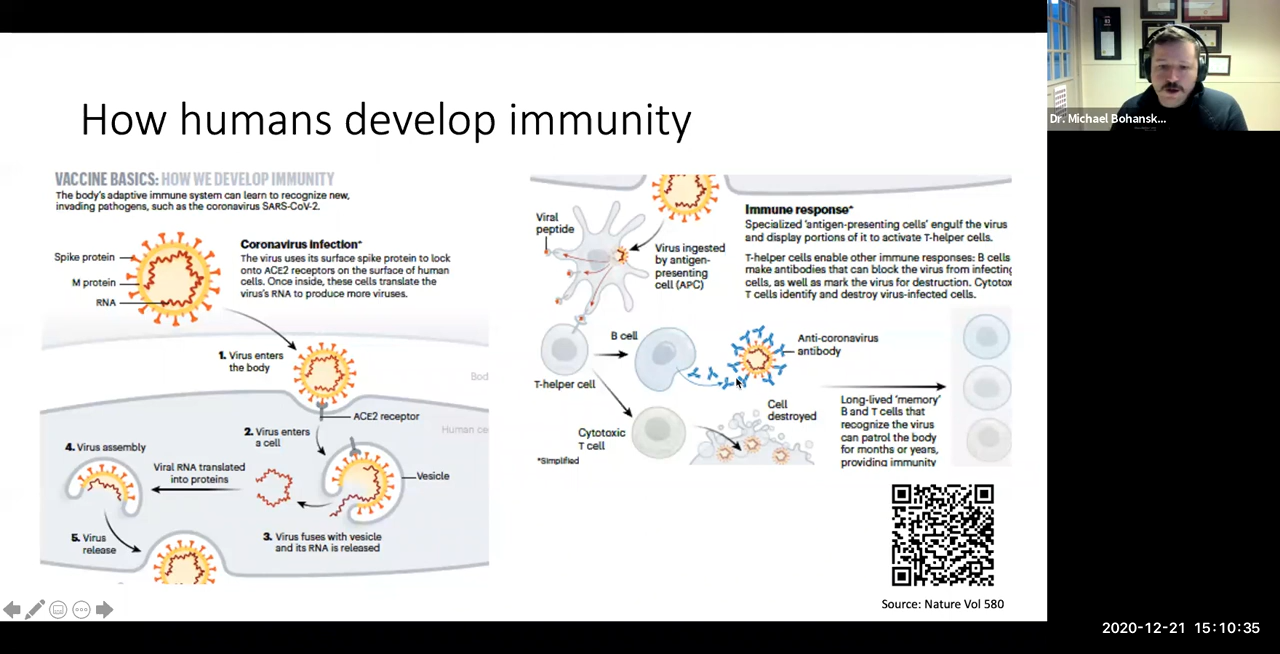 How humans develop immunity
Dr. Michael Bohansk...
VACCINE BASICS: HOW WE DEVELOP IMMUNITY
The body's adaptive immune system can learn to recognize new,
invading pathogens, such as the coronavirus SARS-CoV-2.
Spike protein
M protein
RNA
Coronavirus infection*
The virus uses its surface spike protein to lock
onto ACE2 receptors on the surface of human
cells. Once inside, these cells translate the
virus's RNA to produce more viruses.
1. Virus enters
the body
Bod
ACE2 receptor
2. Virus enters
a cell
Human ce
4. Virus assembly
Viral RNA translated
into proteins
Vesicle
5. Virus
release
3. Virus fuses with vesicle
and its RNA is released
Viral
peptide
Virus ingested
by antigen-
presenting
cell (APC)
Immune response*
Specialized 'antigen-presenting cells' engulf the virus
and display portions of it to activate T-helper cells.
T-helper cells enable other immune responses: B cells
make antibodies that can block the virus from infecting
cells, as well as mark the virus for destruction. Cytotox
T cells identify and destroy virus-infected cells.
B cell
Anti-coronavirus
antibody
T-helper cell
Cell
destroyed
Cytotoxic
T cell
Long-lived 'memory'
B and T cells that
recognize the virus
can patrol the body
for months or years,
providing immunity
*Simplified
Source: Nature Vol 580
2020-12-21 15:10:35